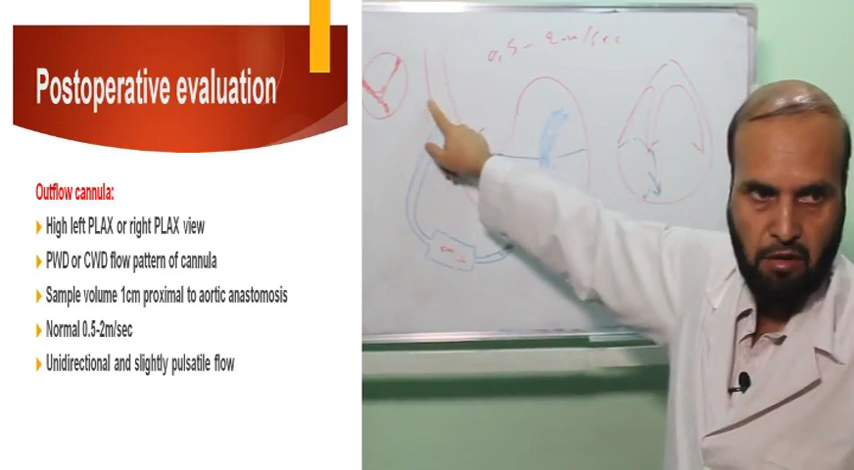 Postoperative evaluation
Outflow cannula:
High left PLAX or right PLAX view
PWD or CWD flow pattern of cannula
Sample volume 1cm proximal to aortic anastomosis
Normal 0.5-2m/sec
Unidirectional and slightly pulsatile flow
0,5 - 2 m/sec